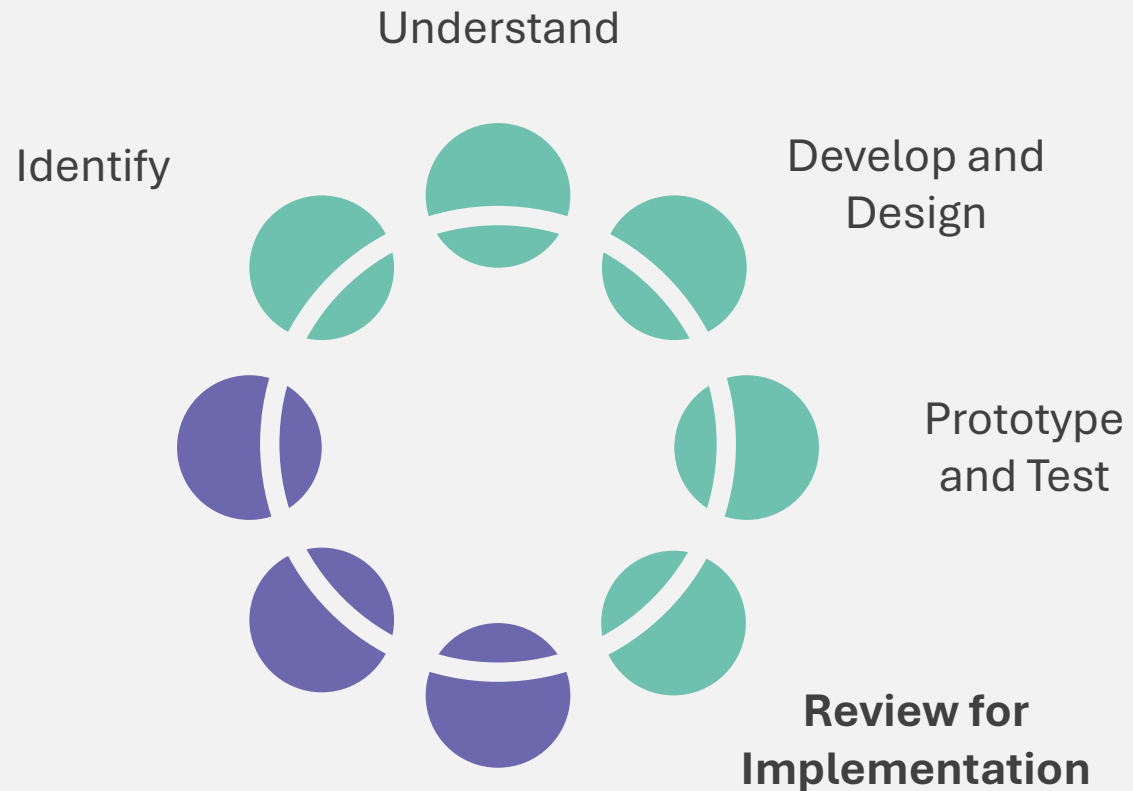 Understand
Identify
Develop and
Design
Prototype
and Test
Review for
Implementation